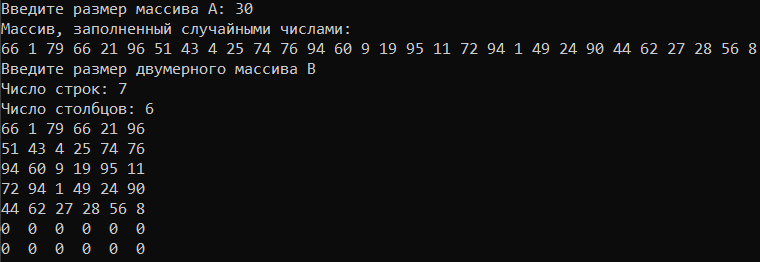 Введите размер массива A: 30
Массив, заполненный случайными числами:
66 1 79 66 21 96 51 43 4 25 74 76 94 60 9 19 95 11 72 94 1 49 24 90 44 62 27 28 56 8
Введите размер двумерного массива B
Число строк: 7
Число столбцов: 6
66 1 79 66 21 96
51 43 4 25 74 76
94 60 9 19 95 11
72 94 1 49 24 90
44 62 27 28 56 8
0  0  0  0  0  0
0  0  0  0  0  0